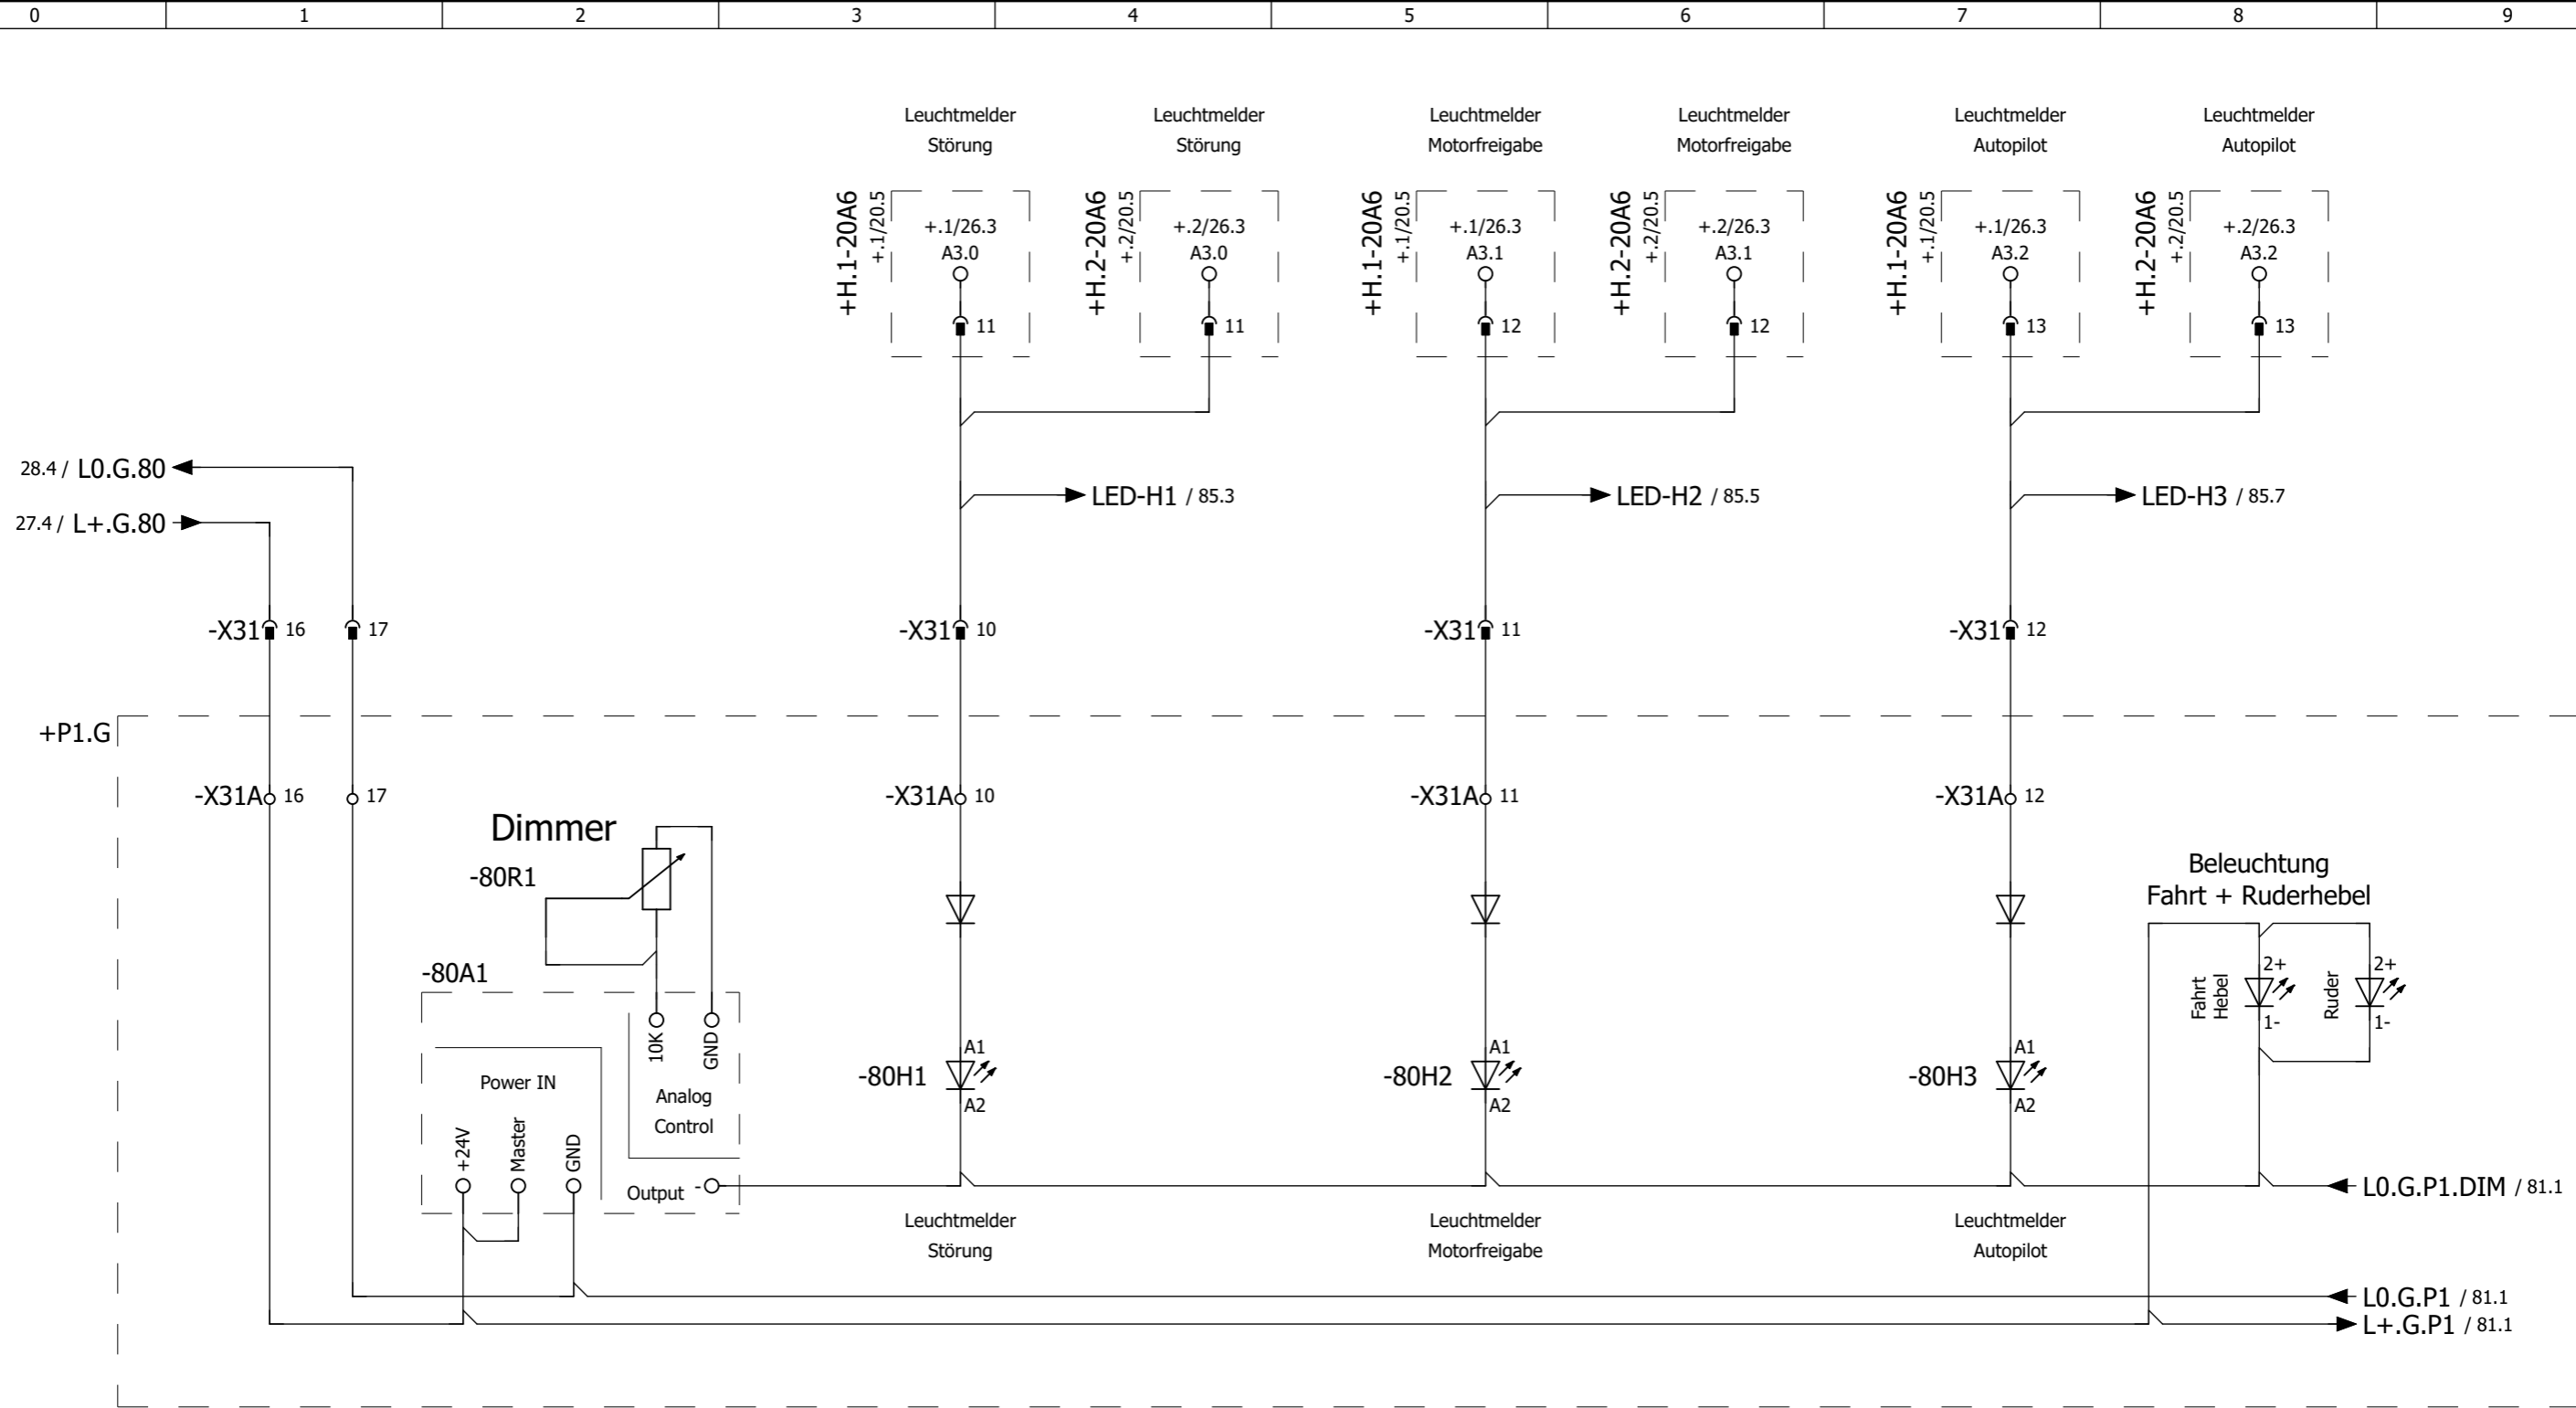 0 1 2 3 4 5 6 7 8 9
Leuchtmelder Leuchtmelder Leuchtmelder Leuchtmelder Leuchtmelder Leuchtmelder
Störung Störung Motorfreigabe Motorfreigabe Autopilot Autopilot
+H.1-20A6 +.1/20.5 +H.2-20A6 +.2/20.5 +H.1-20A6 +.1/20.5 +H.2-20A6 +.2/20.5 +H.1-20A6 +.1/20.5 +H.2-20A6 +.2/20.5
+.1/26.3 +.2/26.3 +.1/26.3 +.2/26.3 +.1/26.3 +.2/26.3
A3.0 A3.0 A3.1 A3.1 A3.2 A3.2
11 11 12 12 13 13
28.4 / L0.G.80
LED-H1 / 85.3 LED-H2 / 85.5 LED-H3 / 85.7
27.4 / L+.G.80
-X31 16 17 -X31 10 -X31 11 -X31 12
+P1.G
-X31A 16 17 -X31A 10 -X31A 11 -X31A 12
Dimmer
-80R1
Beleuchtung
Fahrt + Ruderhebel
-80A1
2+ 2+
Fahrt
Hebel
Ruder
1- 1-
10K GND
A1 A1 A1
Power IN
-80H1 -80H2 -80H3
Analog
Control
A2 A2 A2
+24V Master GND
Output -
L0.G.P1.DIM / 81.1
Leuchtmelder Leuchtmelder Leuchtmelder
Störung Motorfreigabe Autopilot
L0.G.P1 / 81.1
L+.G.P1 / 81.1